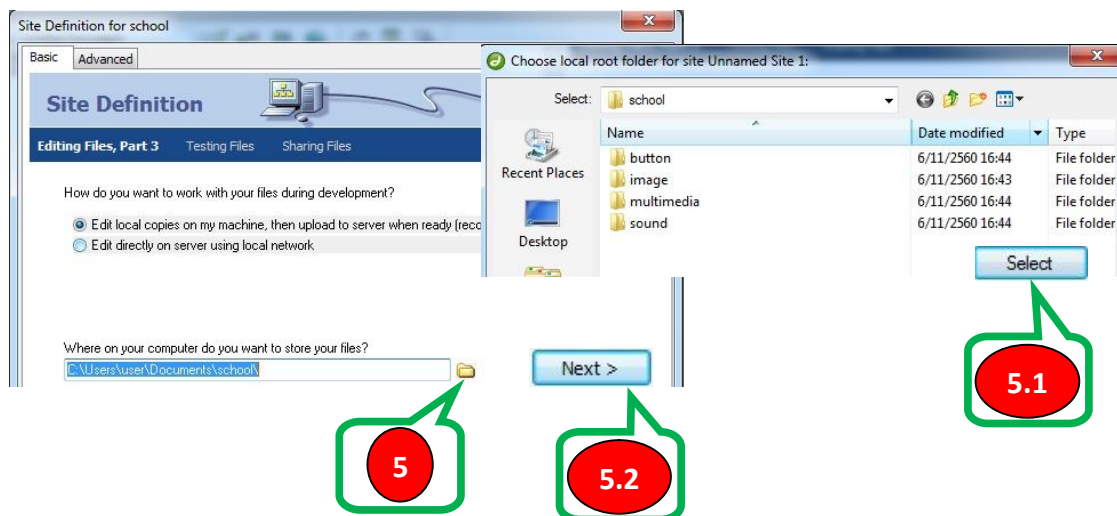 Site Definition for school
Basic Advanced
Site Definition
Editing Files, Part 3 Testing Files Sharing Files
How do you want to work with your files during development?
Edit local copies on my machine, then upload to server when ready (reco
Edit directly on server using local network
Where on your computer do you want to store your files?
C:\Users\user\Documents\school\
Next >
Choose local root folder for site Unnamed Site 1:
Select: school
Name Date modified Type
button 6/11/2560 16:44 File folder
image 6/11/2560 16:43 File folder
multimedia 6/11/2560 16:44 File folder
sound 6/11/2560 16:44 File folder
Recent Places
Desktop
Select
5
5.2
5.1